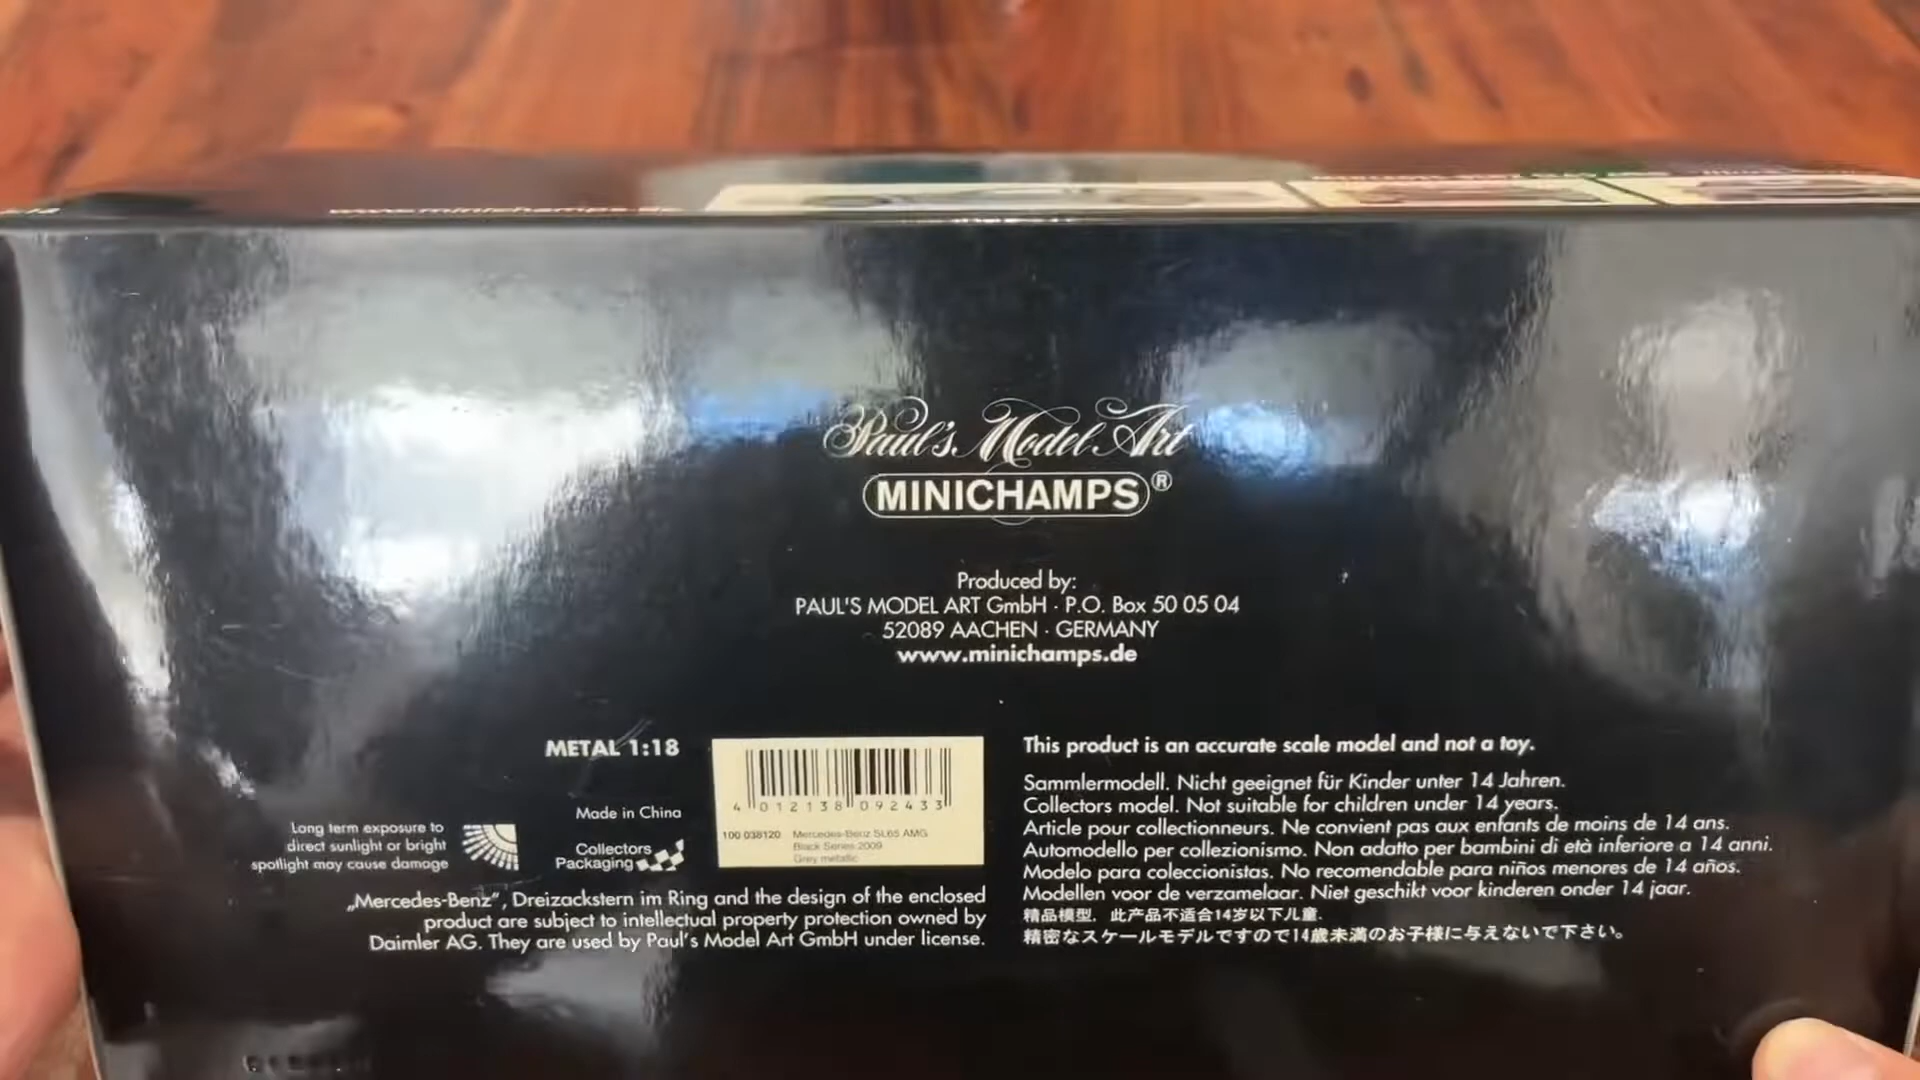 www.minichamps.de
Paul's Model Art
MINICHAMPS®
Produced by:
PAUL'S MODEL ART GmbH · P.O. Box 50 05 04
52089 AACHEN · GERMANY
www.minichamps.de
METAL 1:18
Made in China
Long term exposure to
direct sunlight or bright
spotlight may cause damage
Collectors
Packaging
4 012138 092433
100 038120 Mercedes-Benz SL65 AMG
Black Series 2009
Grey metallic
„Mercedes-Benz”, Dreizackstern im Ring and the design of the enclosed
product are subject to intellectual property protection owned by
Daimler AG. They are used by Paul's Model Art GmbH under license.
This product is an accurate scale model and not a toy.
Sammlermodell. Nicht geeignet für Kinder unter 14 Jahren.
Collectors model. Not suitable for children under 14 years.
Article pour collectionneurs. Ne convient pas aux enfants de moins de 14 ans.
Automodello per collezionismo. Non adatto per bambini di età inferiore a 14 anni.
Modelo para coleccionistas. No recomendable para niños menores de 14 años.
Modellen voor de verzamelaar. Niet geschikt voor kinderen onder 14 jaar.
精品模型. 此产品不适合14岁以下儿童.
精密なスケールモデルですので14歳未満のお子様に与えないで下さい。